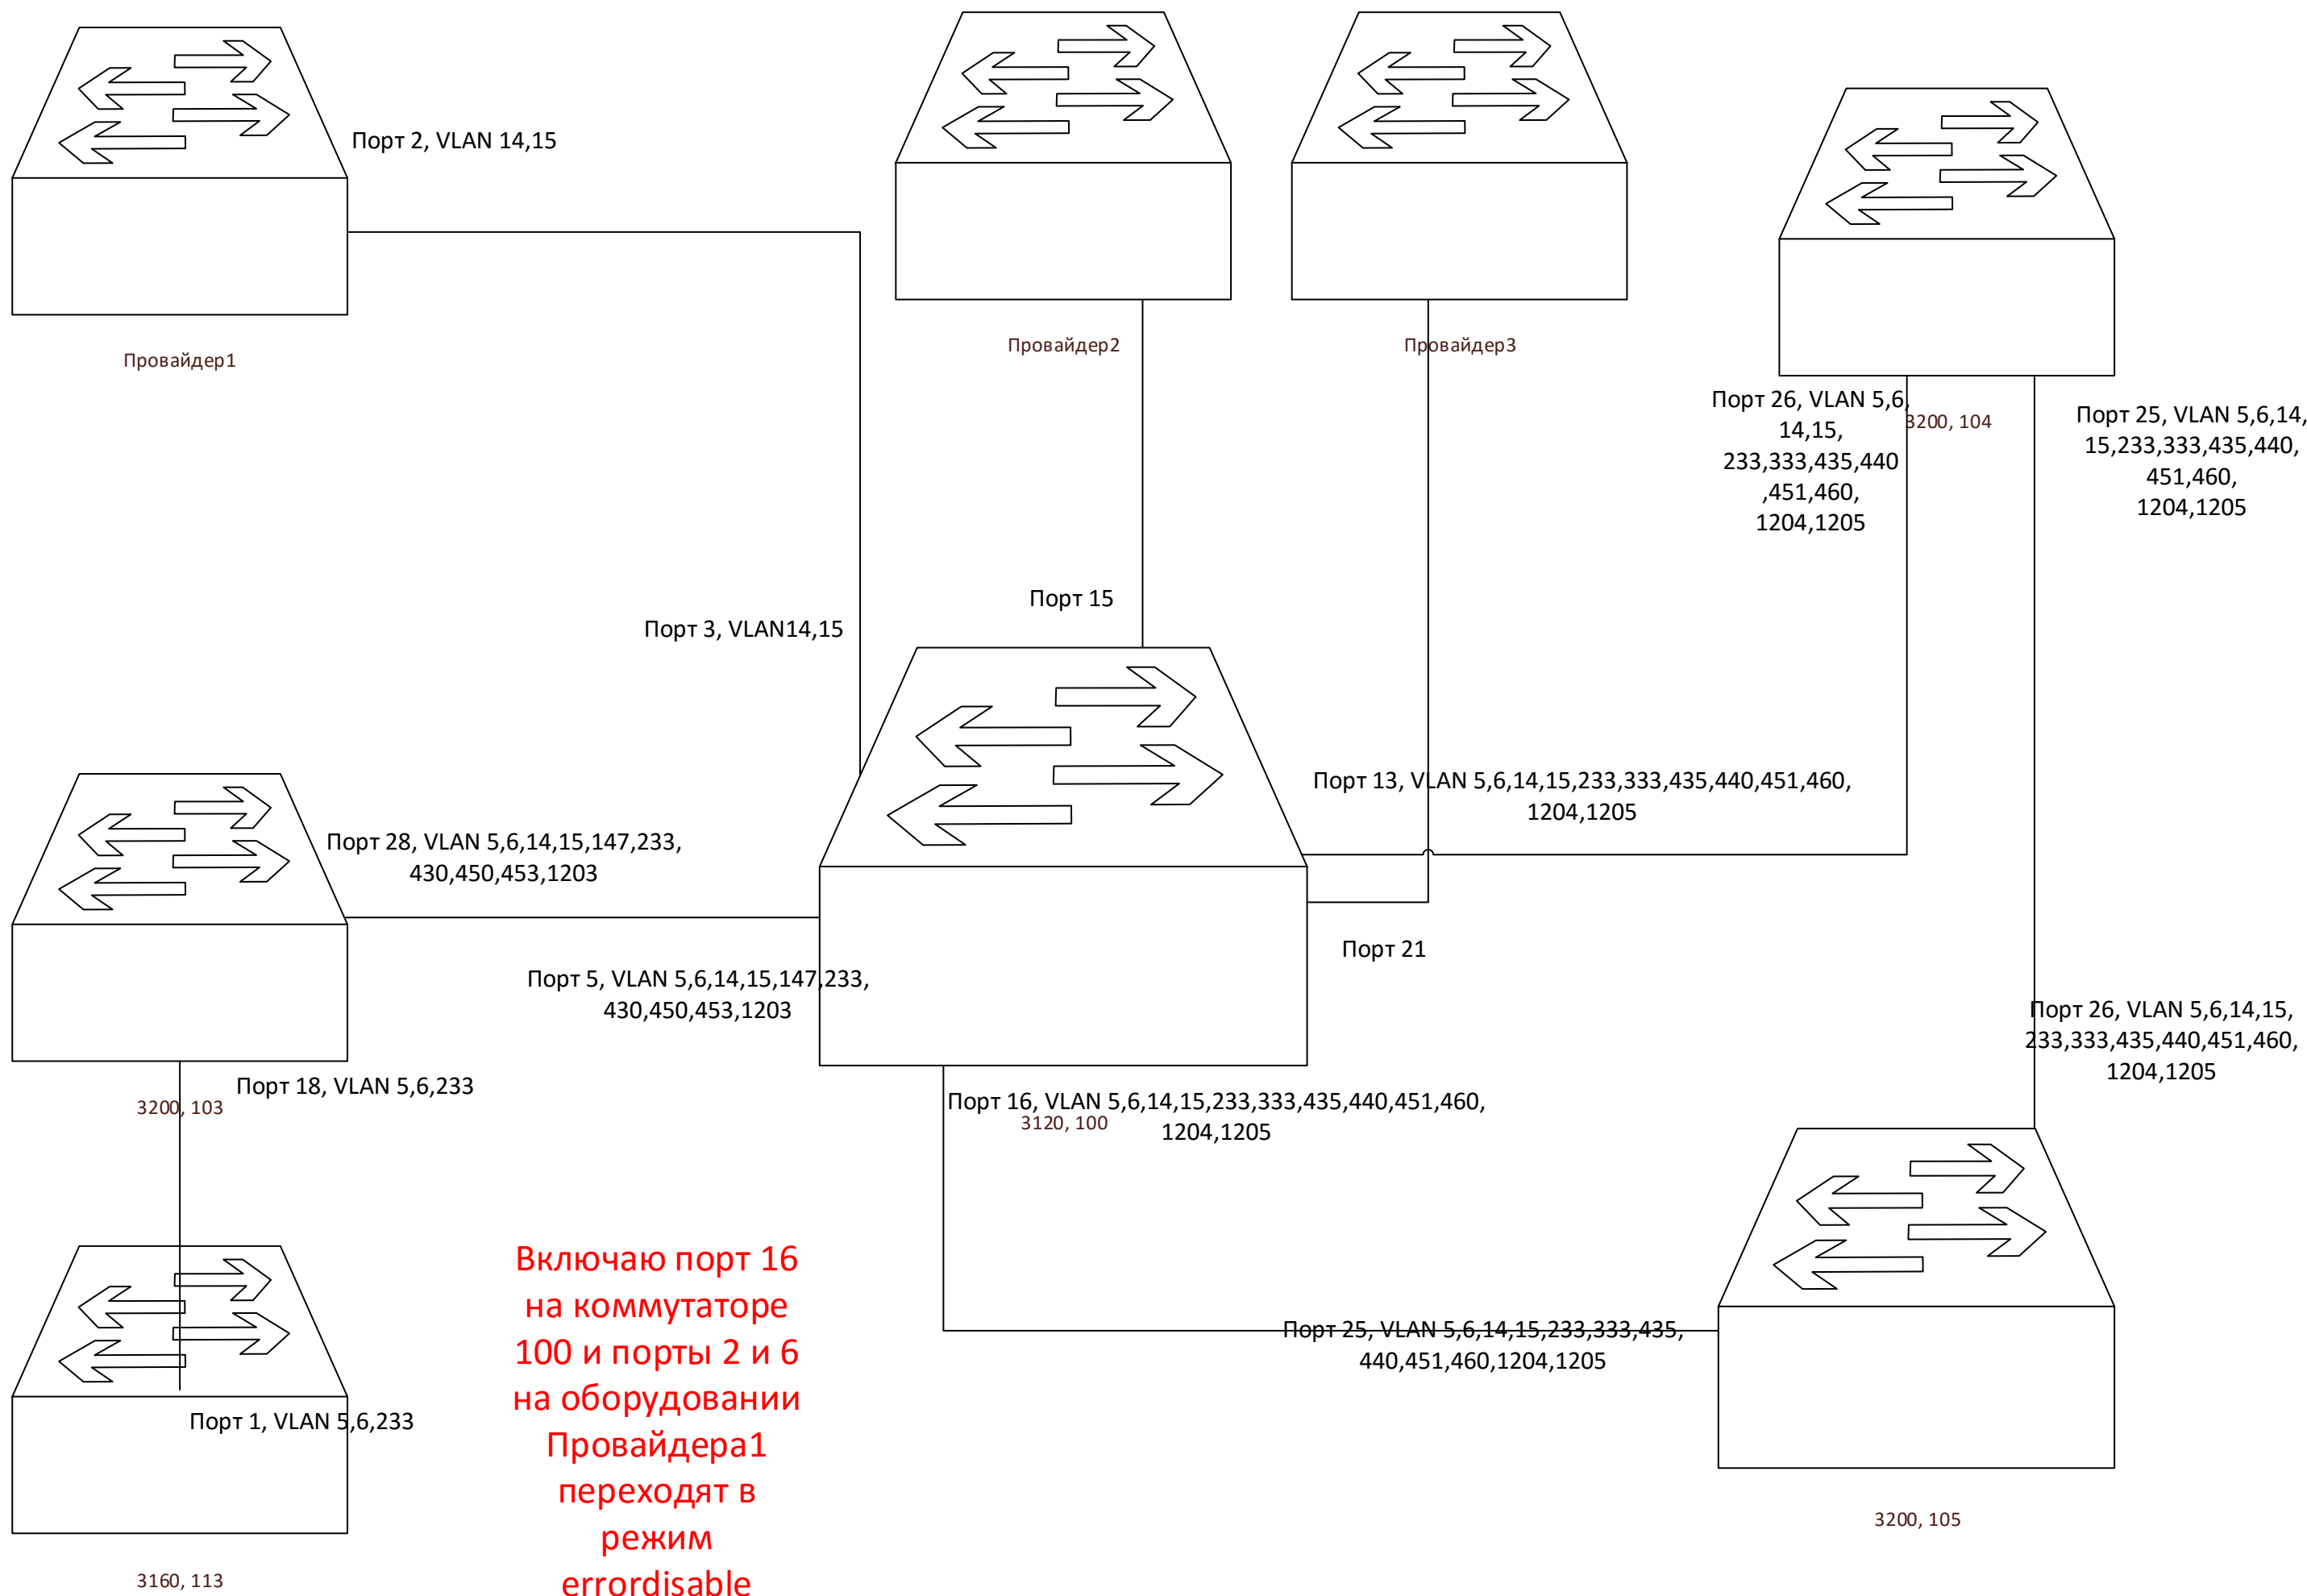 Порт 2, VLAN 14,15
Провайдер1
Провайдер2
Провайдер3
Порт 26, VLAN 5,6,
14,15,
233,333,435,440
,451,460,
1204,1205
3200, 104
Порт 25, VLAN 5,6,14,
15,233,333,435,440,
451,460,
1204,1205
Порт 15
Порт 3, VLAN14,15
Порт 13, VLAN 5,6,14,15,233,333,435,440,451,460,
1204,1205
Порт 28, VLAN 5,6,14,15,147,233,
430,450,453,1203
Порт 21
Порт 5, VLAN 5,6,14,15,147,233,
430,450,453,1203
Порт 26, VLAN 5,6,14,15,
233,333,435,440,451,460,
1204,1205
Порт 18, VLAN 5,6,233
3200, 103
Порт 16, VLAN 5,6,14,15,233,333,435,440,451,460,
1204,1205
3120, 100
Включаю порт 16
на коммутаторе
100 и порты 2 и 6
на оборудовании
Провайдера1
переходят в
режим
errordisable
Порт 25, VLAN 5,6,14,15,233,333,435,
440,451,460,1204,1205
Порт 1, VLAN 5,6,233
3200, 105
3160, 113